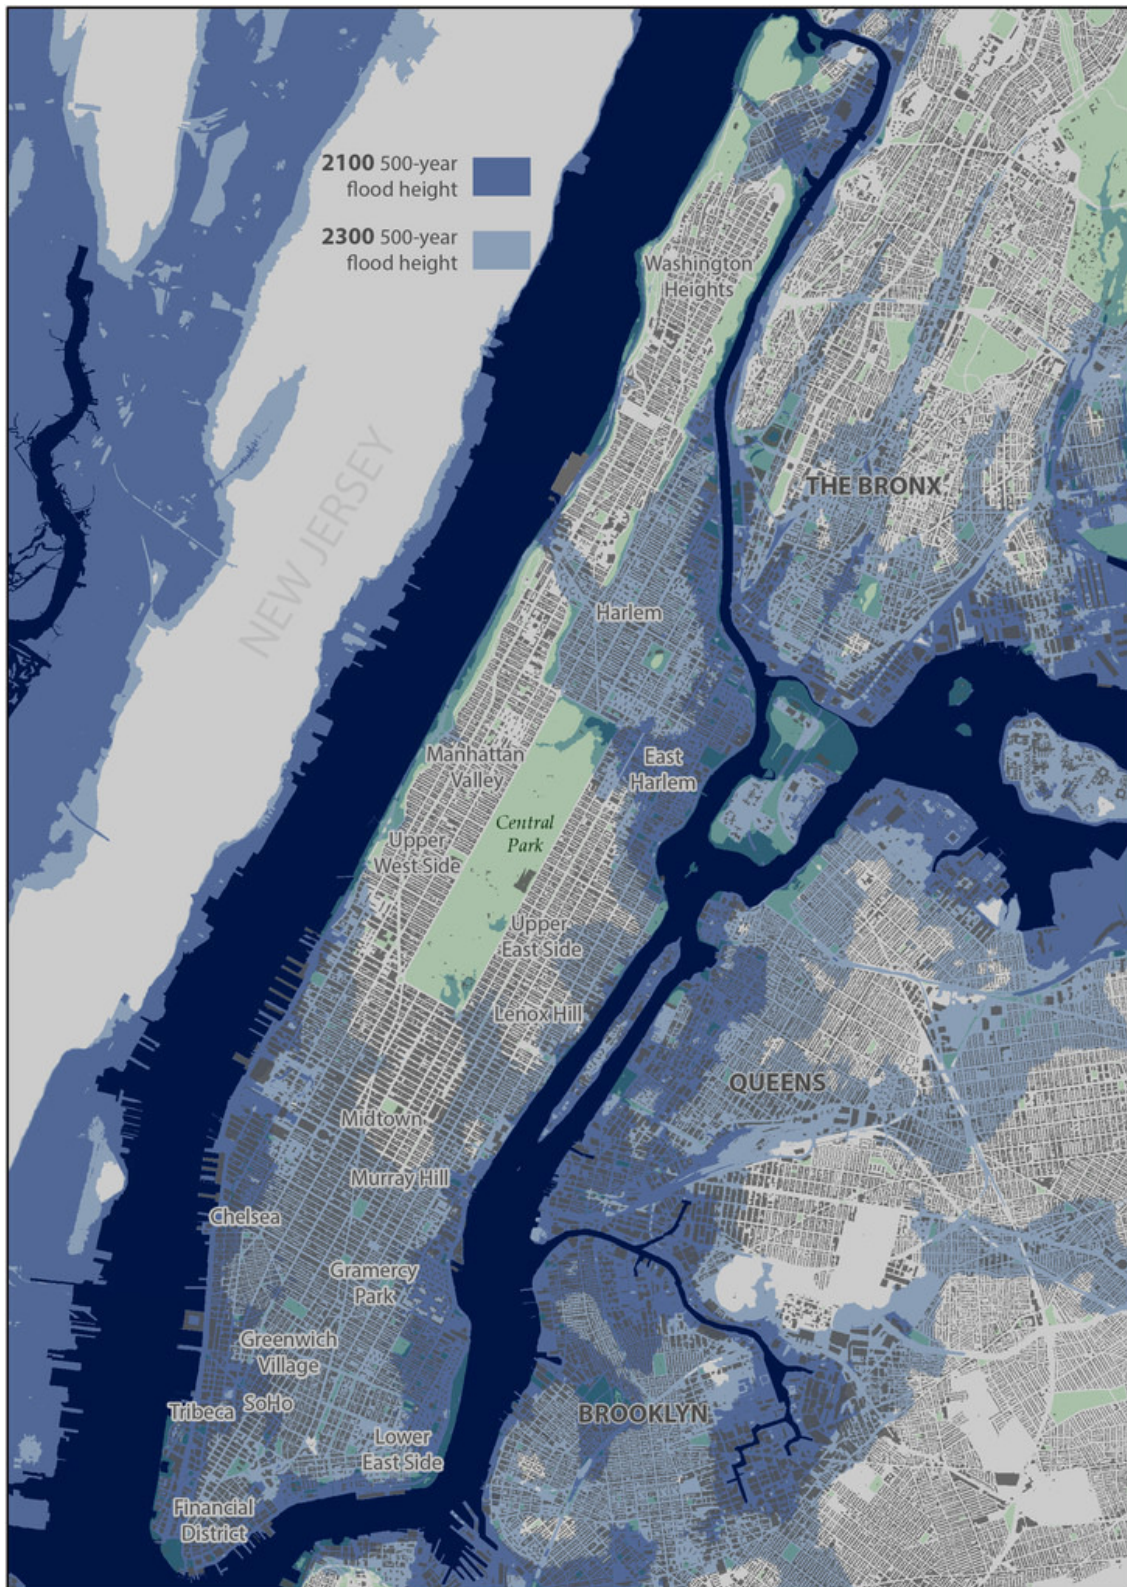 2100 500-year
flood height
2300 500-year
flood height
Washington
Heights
NEW JERSEY
THE BRONX
Harlem
Manhattan
Valley
East
Harlem
Central
Park
Upper
West Side
Upper
East Side
Lenox Hill
QUEENS
Midtown
Murray Hill
Chelsea
Gramercy
Park
Greenwich
Village
SoHo
Tribeca
BROOKLYN
Lower
East Side
Financial
District